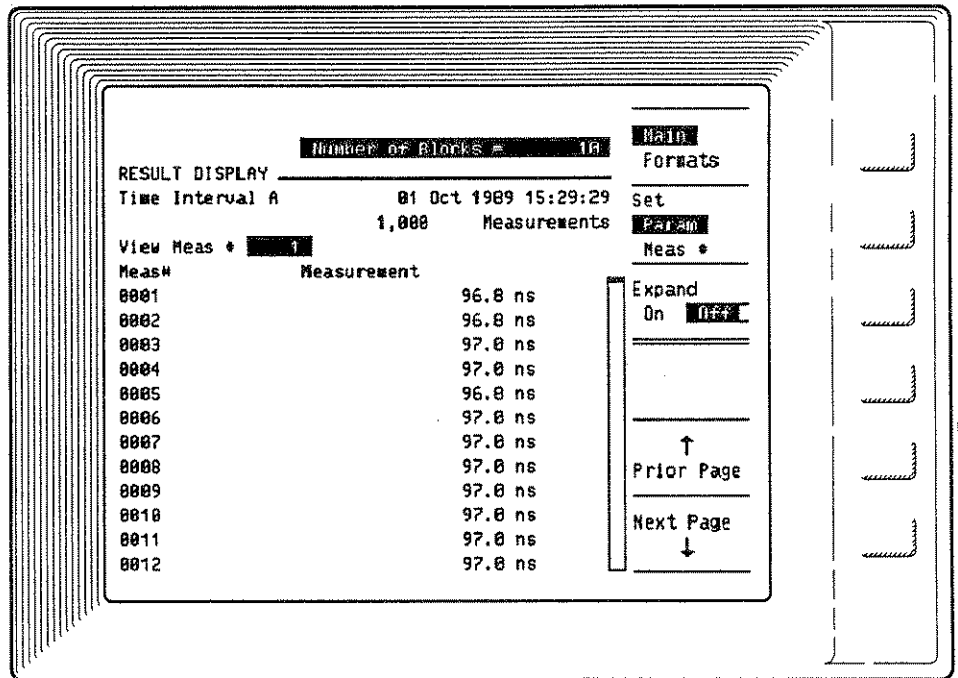 Number of Blocks = 10
RESULT DISPLAY
Time Interval A 01 Oct 1989 15:29:29
1,000 Measurements
View Meas # 1
Meas# Measurement
0001 96.8 ns
0002 96.8 ns
0003 97.0 ns
0004 97.0 ns
0005 96.8 ns
0006 97.0 ns
0007 97.0 ns
0008 97.0 ns
0009 97.0 ns
0010 97.0 ns
0011 97.0 ns
0012 97.0 ns
Main
Formats
Set
Param
Meas #
Expand
On Off
↑
Prior Page
Next Page
↓